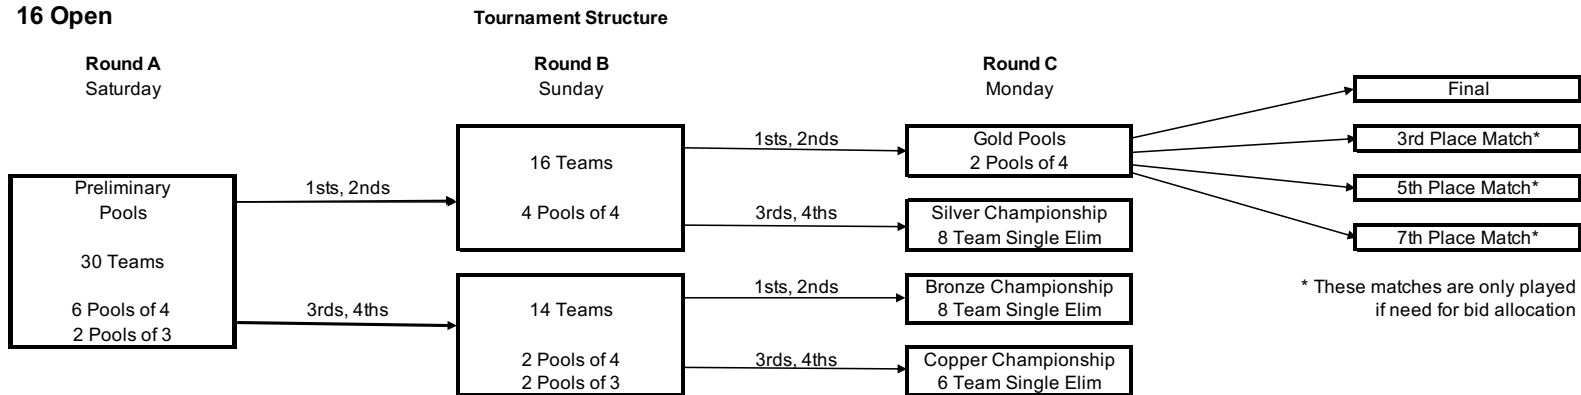 16 Open
Tournament Structure
Round A
Saturday
Round B
Sunday
Round C
Monday
Preliminary
Pools
30 Teams
6 Pools of 4
2 Pools of 3
1sts, 2nds
3rds, 4ths
16 Teams
4 Pools of 4
14 Teams
2 Pools of 4
2 Pools of 3
1sts, 2nds
3rds, 4ths
1sts, 2nds
3rds, 4ths
Gold Pools
2 Pools of 4
Silver Championship
8 Team Single Elim
Bronze Championship
8 Team Single Elim
Copper Championship
6 Team Single Elim
Final
3rd Place Match*
5th Place Match*
7th Place Match*
* These matches are only played
if need for bid allocation